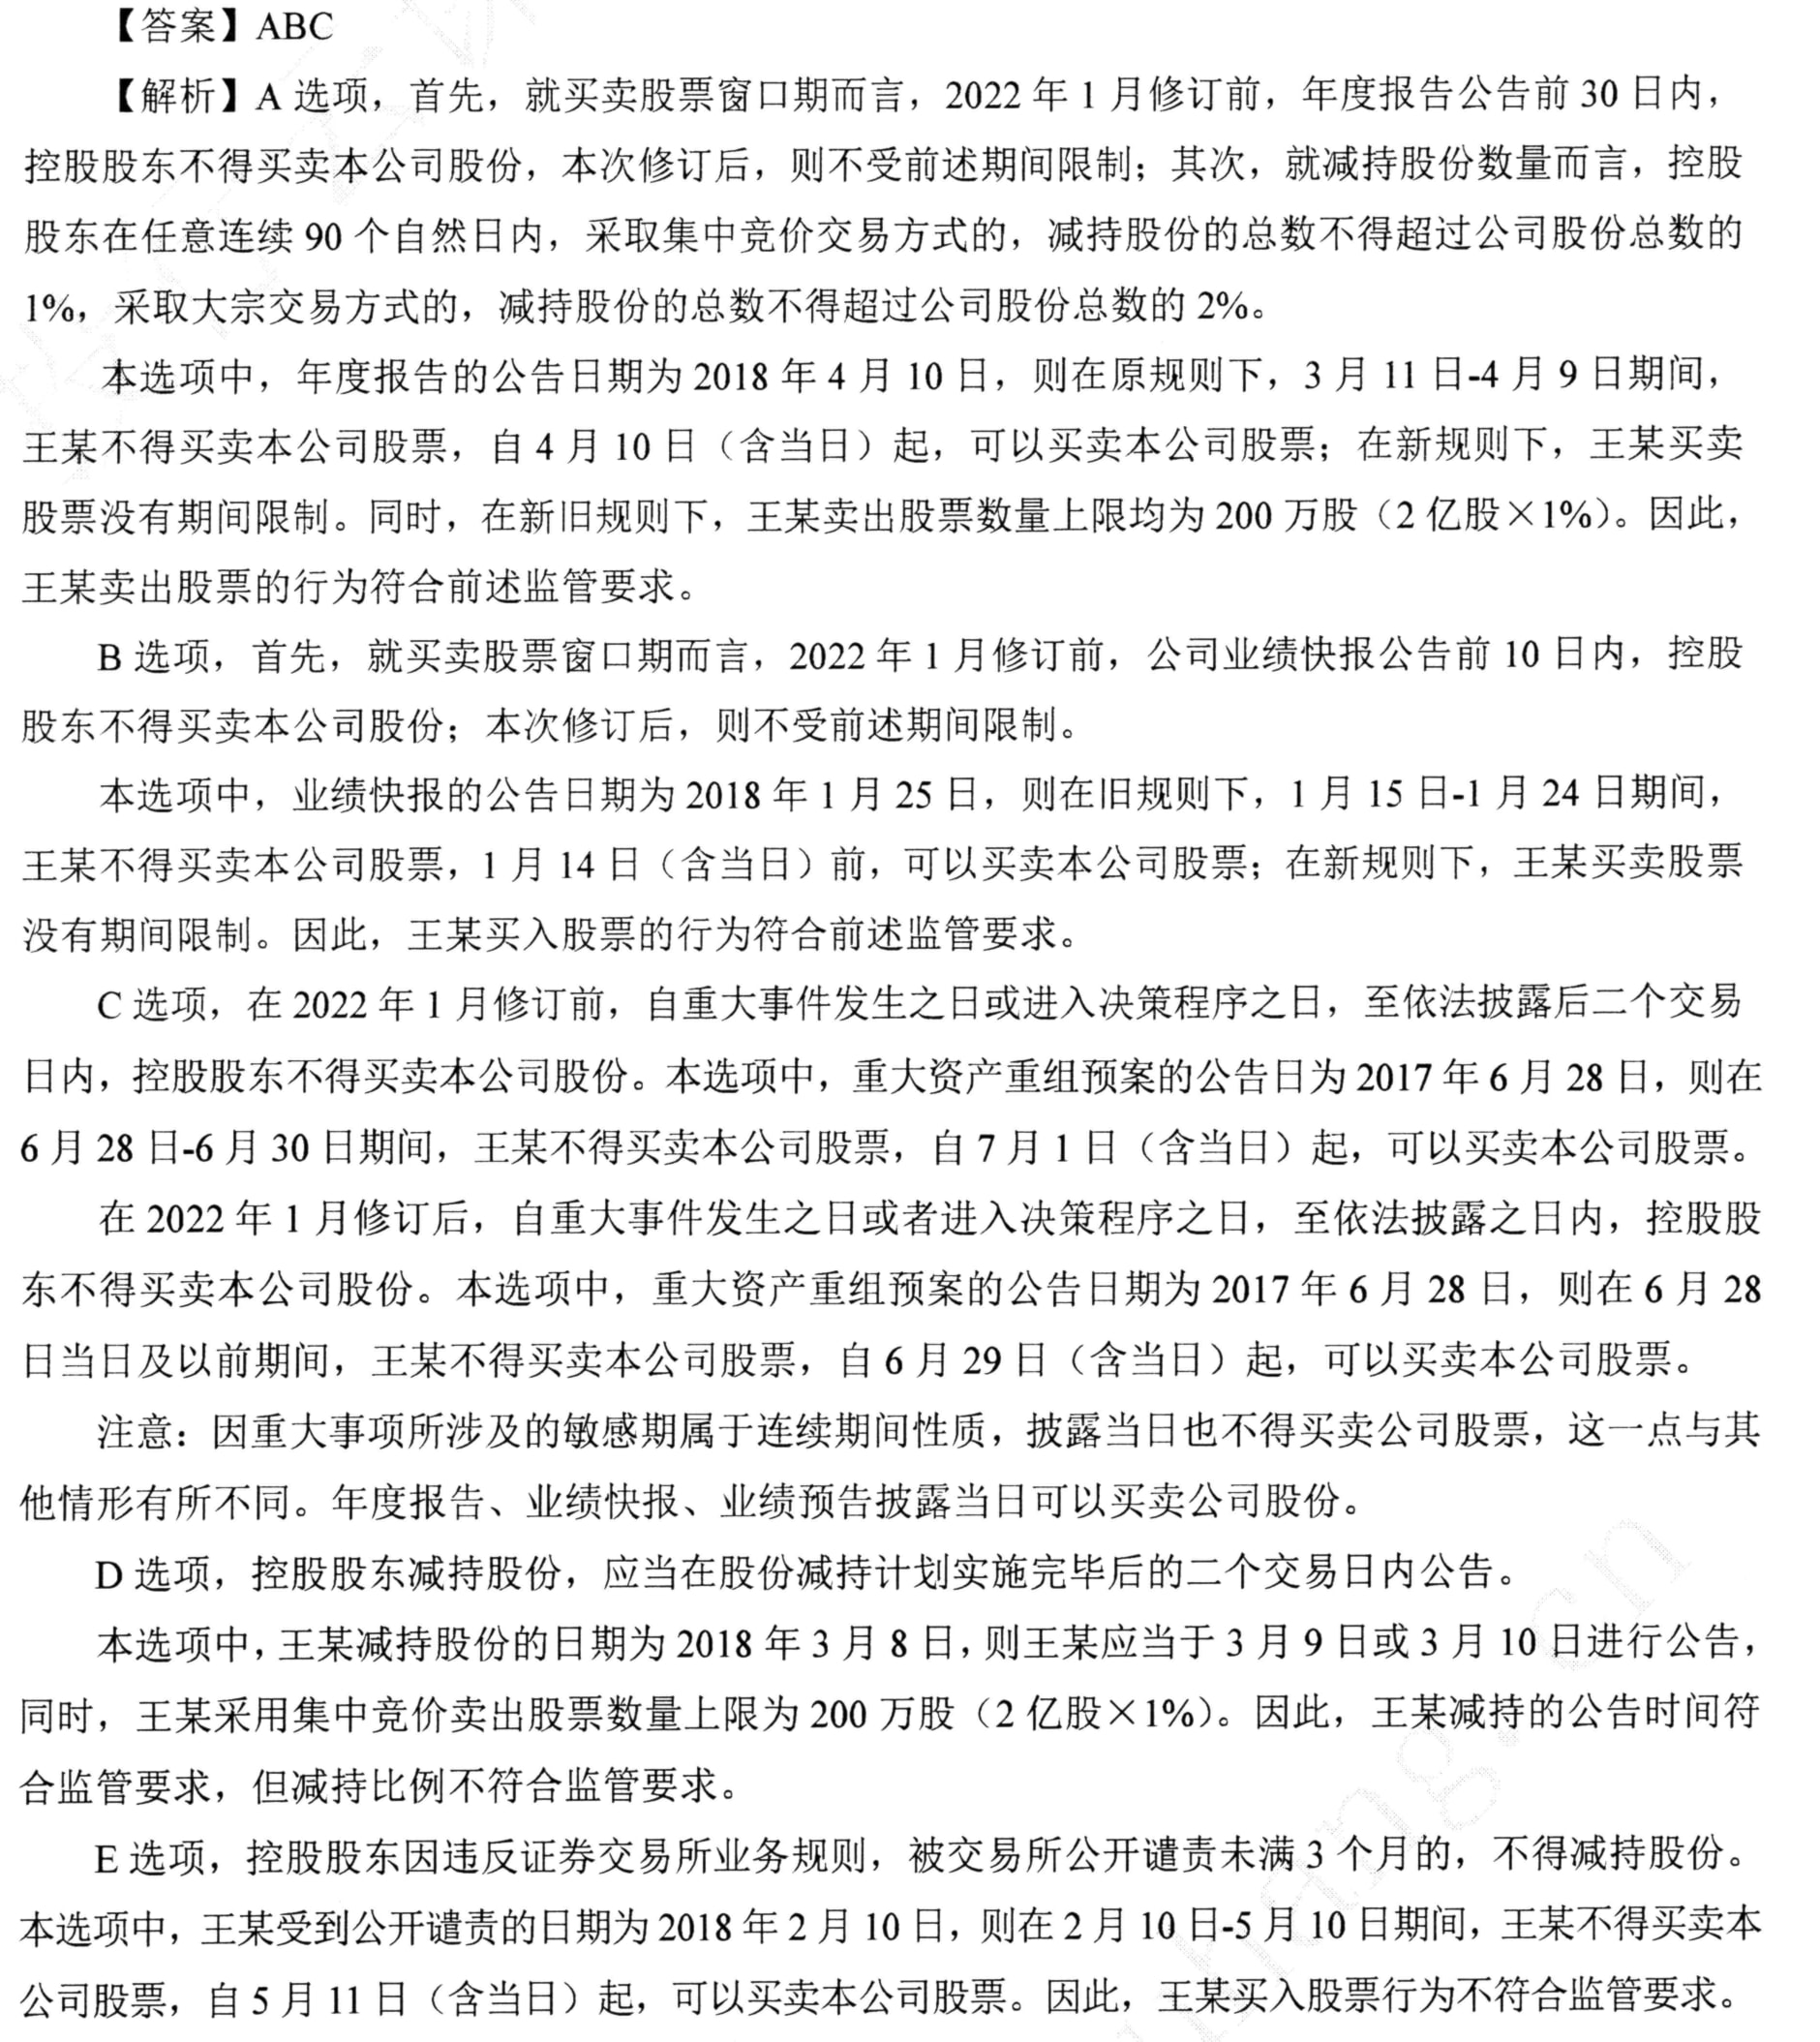 【答案】ABC
【解析】A 选项，首先，就买卖股票窗口期而言，2022 年 1 月修订前，年度报告公告前 30 日内，
控股股东不得买卖本公司股份，本次修订后，则不受前述期间限制；其次，就减持股份数量而言，控股
股东在任意连续 90 个自然日内，采取集中竞价交易方式的，减持股份的总数不得超过公司股份总数的
1%，采取大宗交易方式的，减持股份的总数不得超过公司股份总数的 2%。
本选项中，年度报告的公告日期为 2018 年 4 月 10 日，则在原规则下，3 月 11 日-4 月 9 日期间，
王某不得买卖本公司股票，自 4 月 10 日（含当日）起，可以买卖本公司股票；在新规则下，王某买卖
股票没有期间限制。同时，在新旧规则下，王某卖出股票数量上限均为 200 万股（2 亿股×1%）。因此，
王某卖出股票的行为符合前述监管要求。
B 选项，首先，就买卖股票窗口期而言，2022 年 1 月修订前，公司业绩快报公告前 10 日内，控股
股东不得买卖本公司股份；本次修订后，则不受前述期间限制。
本选项中，业绩快报的公告日期为 2018 年 1 月 25 日，则在旧规则下，1 月 15 日-1 月 24 日期间，
王某不得买卖本公司股票，1 月 14 日（含当日）前，可以买卖本公司股票；在新规则下，王某买卖股票
没有期间限制。因此，王某买入股票的行为符合前述监管要求。
C 选项，在 2022 年 1 月修订前，自重大事件发生之日或进入决策程序之日，至依法披露后二个交易
日内，控股股东不得买卖本公司股份。本选项中，重大资产重组预案的公告日为 2017 年 6 月 28 日，则在
6 月 28 日-6 月 30 日期间，王某不得买卖本公司股票，自 7 月 1 日（含当日）起，可以买卖本公司股票。
在 2022 年 1 月修订后，自重大事件发生之日或者进入决策程序之日，至依法披露之日内，控股股
东不得买卖本公司股份。本选项中，重大资产重组预案的公告日期为 2017 年 6 月 28 日，则在 6 月 28
日当日及以前期间，王某不得买卖本公司股票，自 6 月 29 日（含当日）起，可以买卖本公司股票。
注意：因重大事项所涉及的敏感期属于连续期间性质，披露当日也不得买卖公司股票，这一点与其
他情形有所不同。年度报告、业绩快报、业绩预告披露当日可以买卖公司股份。
D 选项，控股股东减持股份，应当在股份减持计划实施完毕后的二个交易日内公告。
本选项中，王某减持股份的日期为 2018 年 3 月 8 日，则王某应当于 3 月 9 日或 3 月 10 日进行公告，
同时，王某采用集中竞价卖出股票数量上限为 200 万股（2 亿股×1%）。因此，王某减持的公告时间符
合监管要求，但减持比例不符合监管要求。
E 选项，控股股东因违反证券交易所业务规则，被交易所公开谴责未满 3 个月的，不得减持股份。
本选项中，王某受到公开谴责的日期为 2018 年 2 月 10 日，则在 2 月 10 日-5 月 10 日期间，王某不得买卖本
公司股票，自 5 月 11 日（含当日）起，可以买卖本公司股票。因此，王某买入股票行为不符合监管要求。